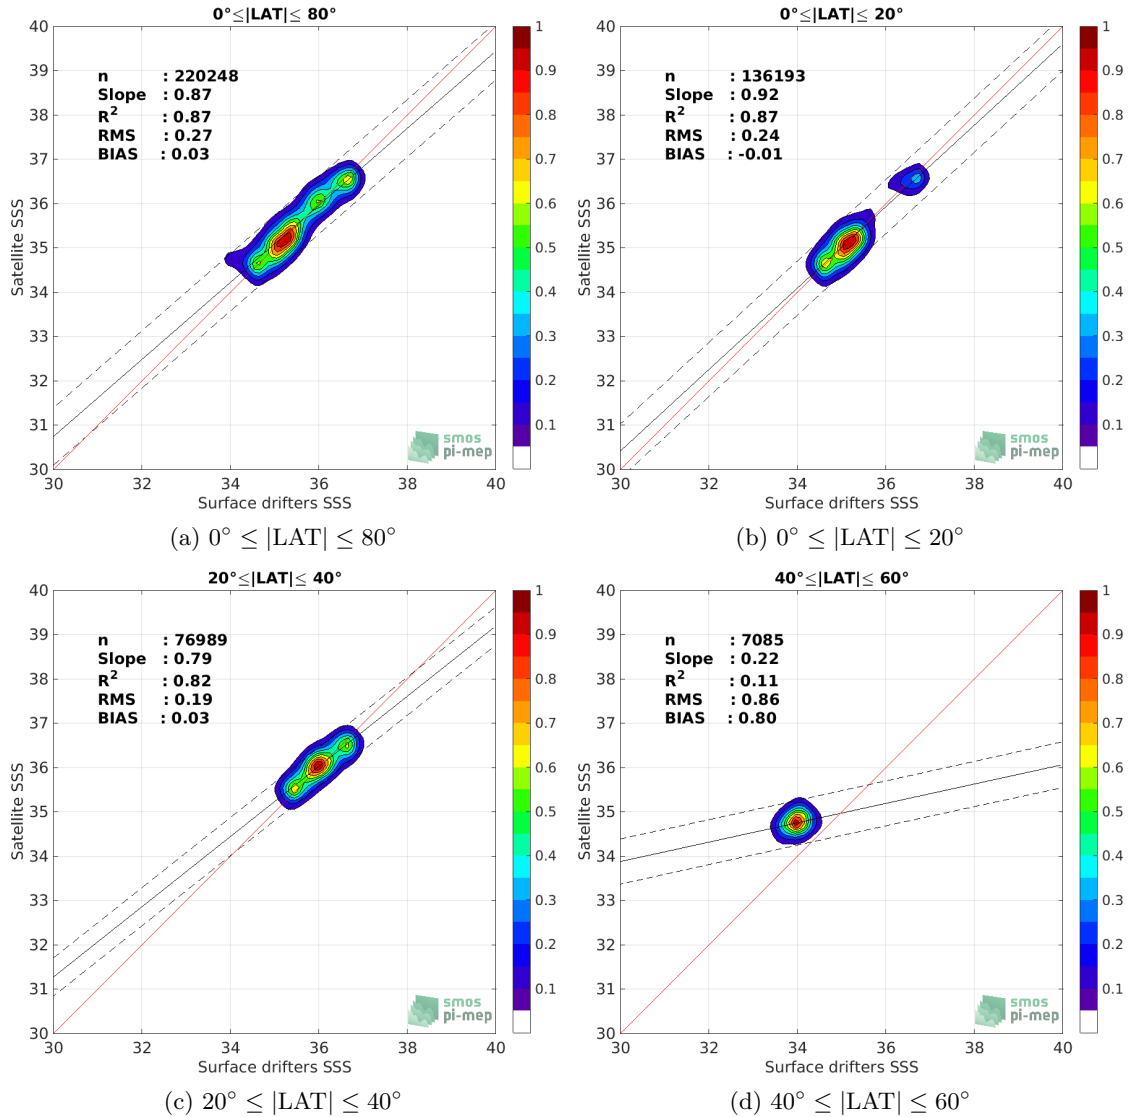 0°≤|LAT|≤ 80°
n : 220248
Slope : 0.87
R² : 0.87
RMS : 0.27
BIAS : 0.03
Satellite SSS
40
39
38
37
36
35
34
33
32
31
30
30 32 34 36 38 40
Surface drifters SSS
1
0.9
0.8
0.7
0.6
0.5
0.4
0.3
0.2
0.1
smos
pi-mep
(a) 0° ≤ |LAT| ≤ 80°
0°≤|LAT|≤ 20°
n : 136193
Slope : 0.92
R² : 0.87
RMS : 0.24
BIAS : -0.01
Satellite SSS
40
39
38
37
36
35
34
33
32
31
30
30 32 34 36 38 40
Surface drifters SSS
1
0.9
0.8
0.7
0.6
0.5
0.4
0.3
0.2
0.1
smos
pi-mep
(b) 0° ≤ |LAT| ≤ 20°
20°≤|LAT|≤ 40°
n : 76989
Slope : 0.79
R² : 0.82
RMS : 0.19
BIAS : 0.03
Satellite SSS
40
39
38
37
36
35
34
33
32
31
30
30 32 34 36 38 40
Surface drifters SSS
1
0.9
0.8
0.7
0.6
0.5
0.4
0.3
0.2
0.1
smos
pi-mep
(c) 20° ≤ |LAT| ≤ 40°
40°≤|LAT|≤ 60°
n : 7085
Slope : 0.22
R² : 0.11
RMS : 0.86
BIAS : 0.80
Satellite SSS
40
39
38
37
36
35
34
33
32
31
30
30 32 34 36 38 40
Surface drifters SSS
1
0.9
0.8
0.7
0.6
0.5
0.4
0.3
0.2
0.1
smos
pi-mep
(d) 40° ≤ |LAT| ≤ 60°